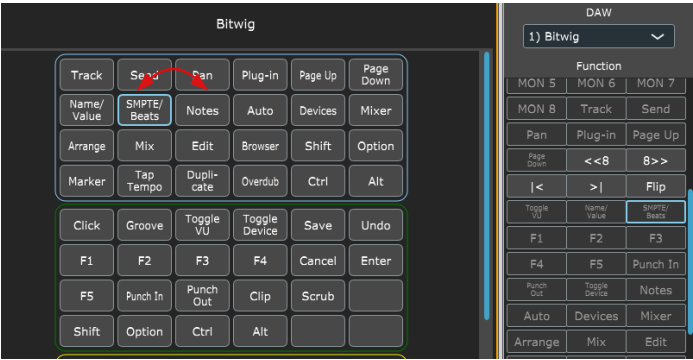 Bitwig
Track Send Pan Plug-in Page Up Page Down
Name/ Value SMPTE/ Beats Notes Auto Devices Mixer
Arrange Mix Edit Browser Shift Option
Marker Tap Tempo Dupli- cate Overdub Ctrl Alt
Click Groove Toggle VU Toggle Device Save Undo
F1 F2 F3 F4 Cancel Enter
F5 Punch In Punch Out Clip Scrub
Shift Option Ctrl Alt
DAW
1) Bitwig
Function
MON 5 MON 6 MON 7
MON 8 Track Send
Pan Plug-in Page Up
Page Down <<8 8>>
|< >| Flip
Toggle VU Name/ Value SMPTE/ Beats
F1 F2 F3
F4 F5 Punch In
Punch Out Toggle Device Notes
Auto Devices Mixer
Arrange Mix Edit